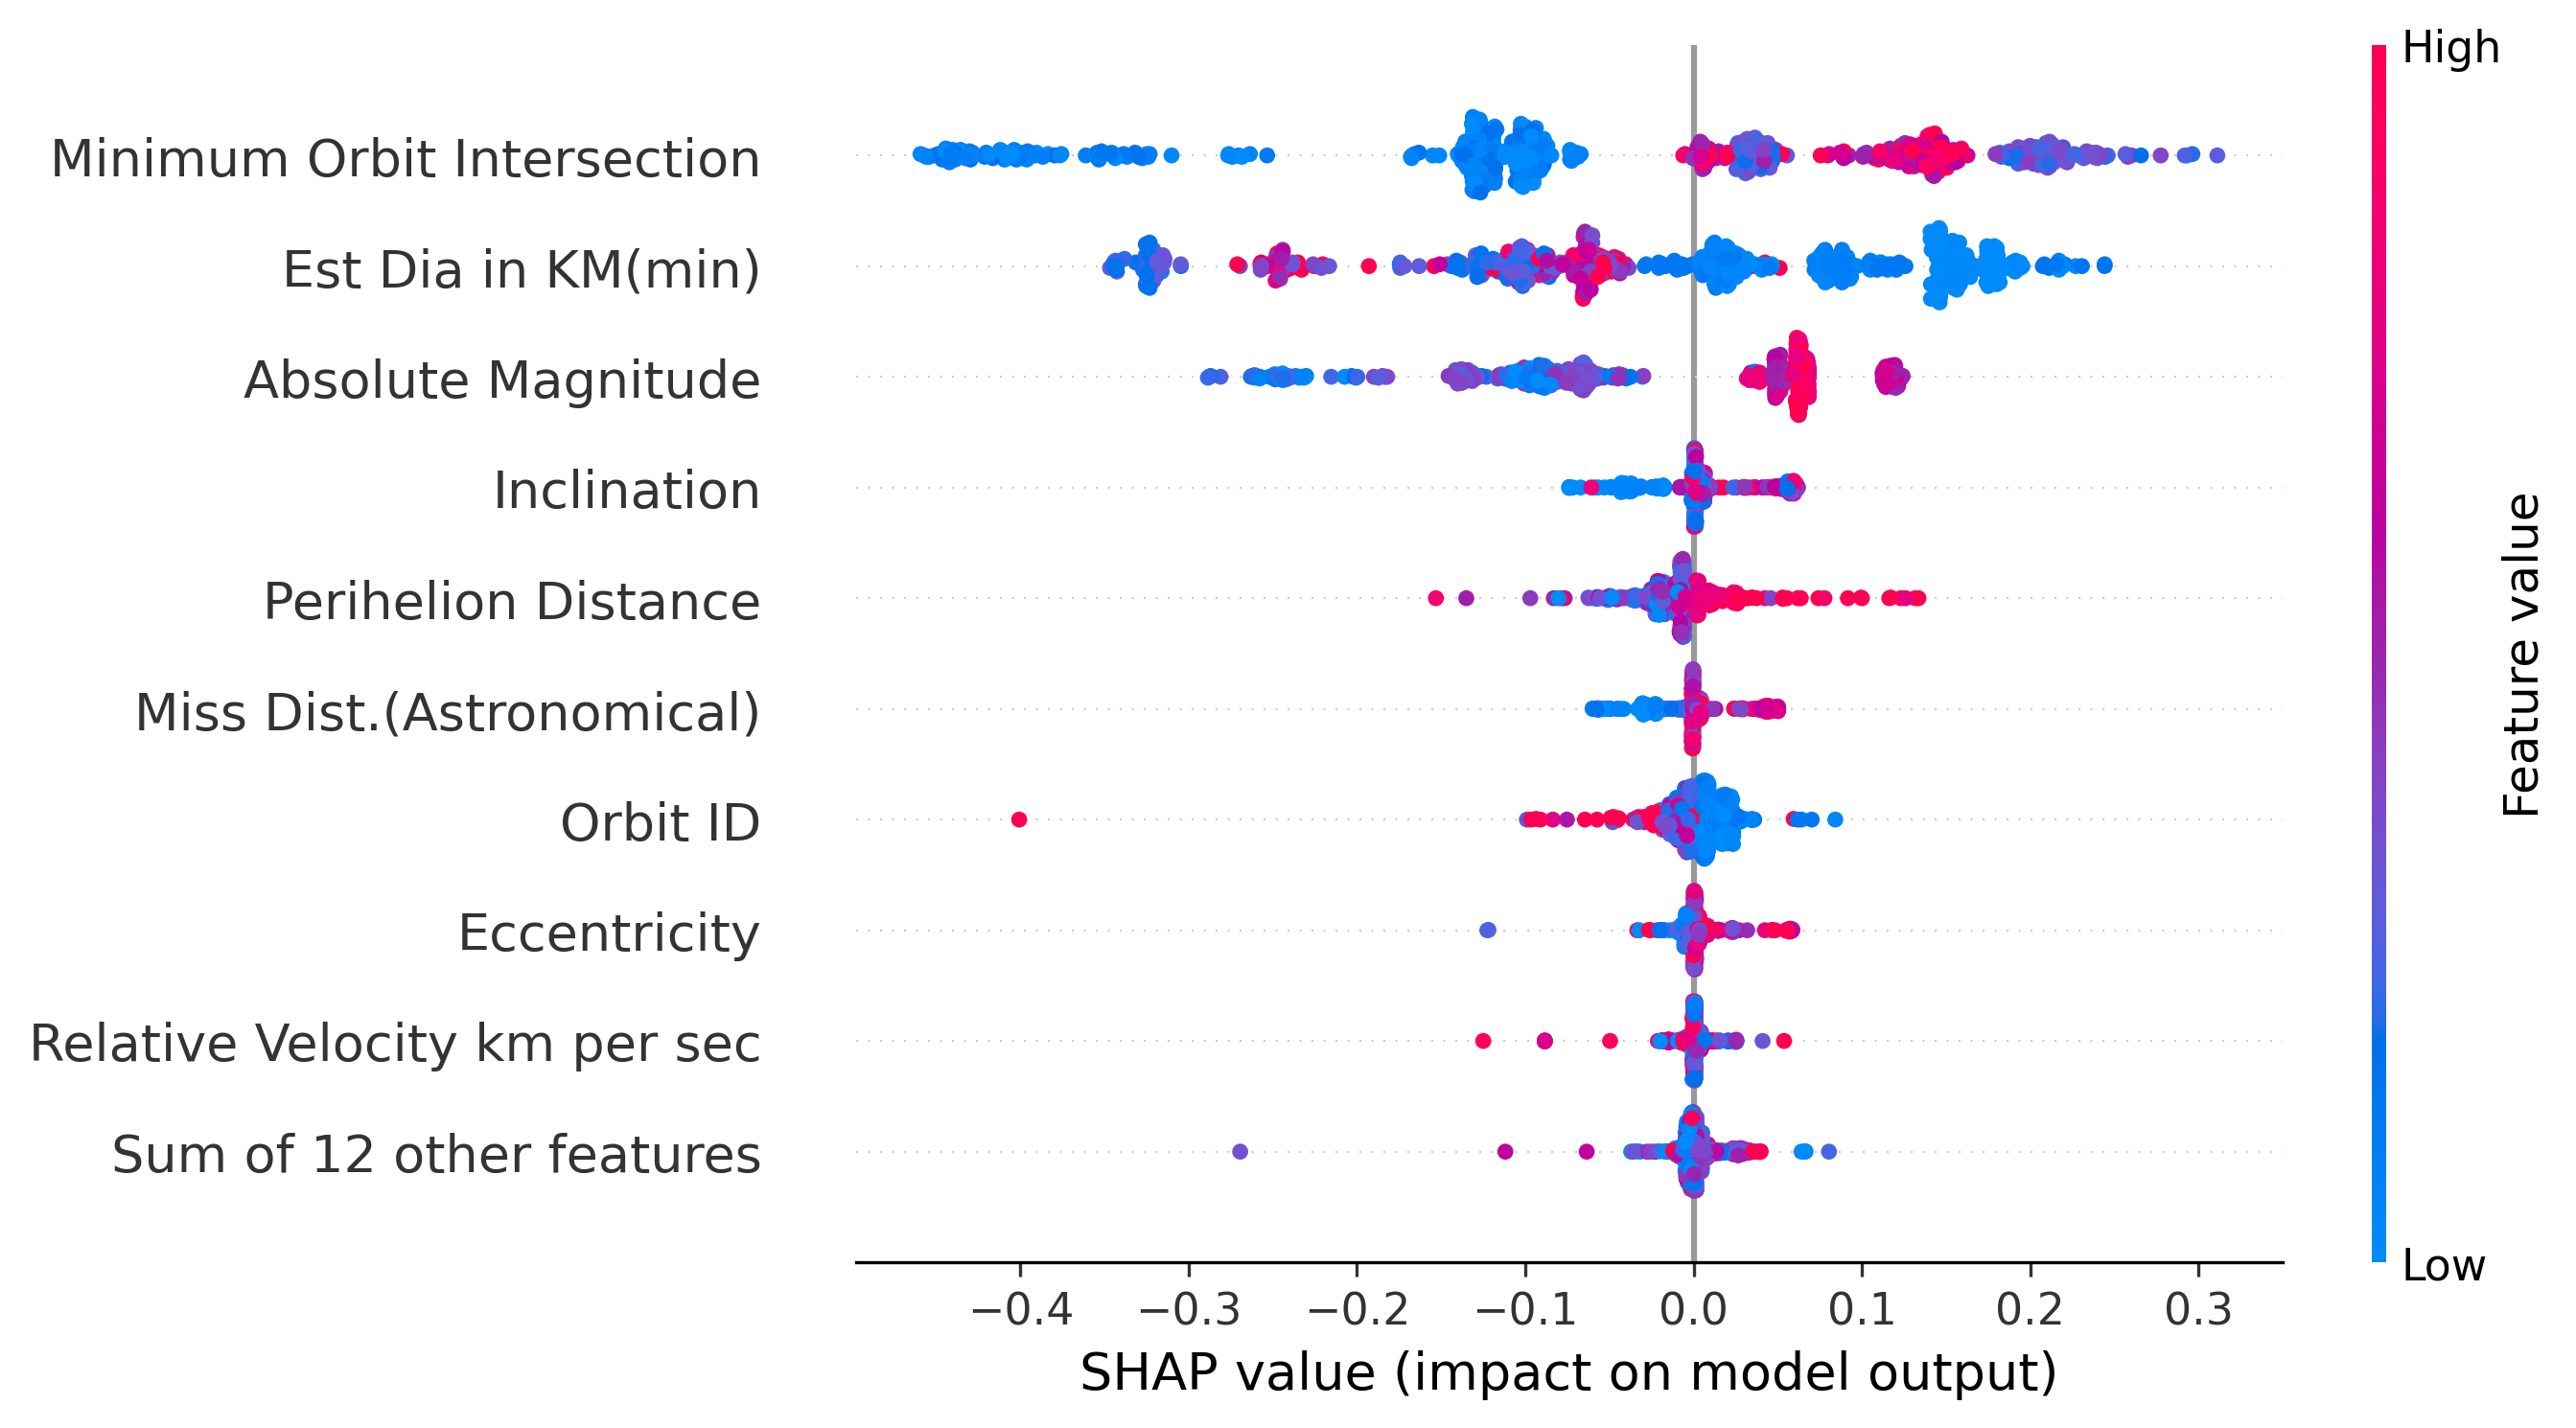 High
Minimum Orbit Intersection
Est Dia in KM(min)
Absolute Magnitude
Inclination
Perihelion Distance
Miss Dist.(Astronomical)
Orbit ID
Eccentricity
Relative Velocity km per sec
Sum of 12 other features
Feature value
Low
−0.4 −0.3 −0.2 −0.1 0.0 0.1 0.2 0.3
SHAP value (impact on model output)